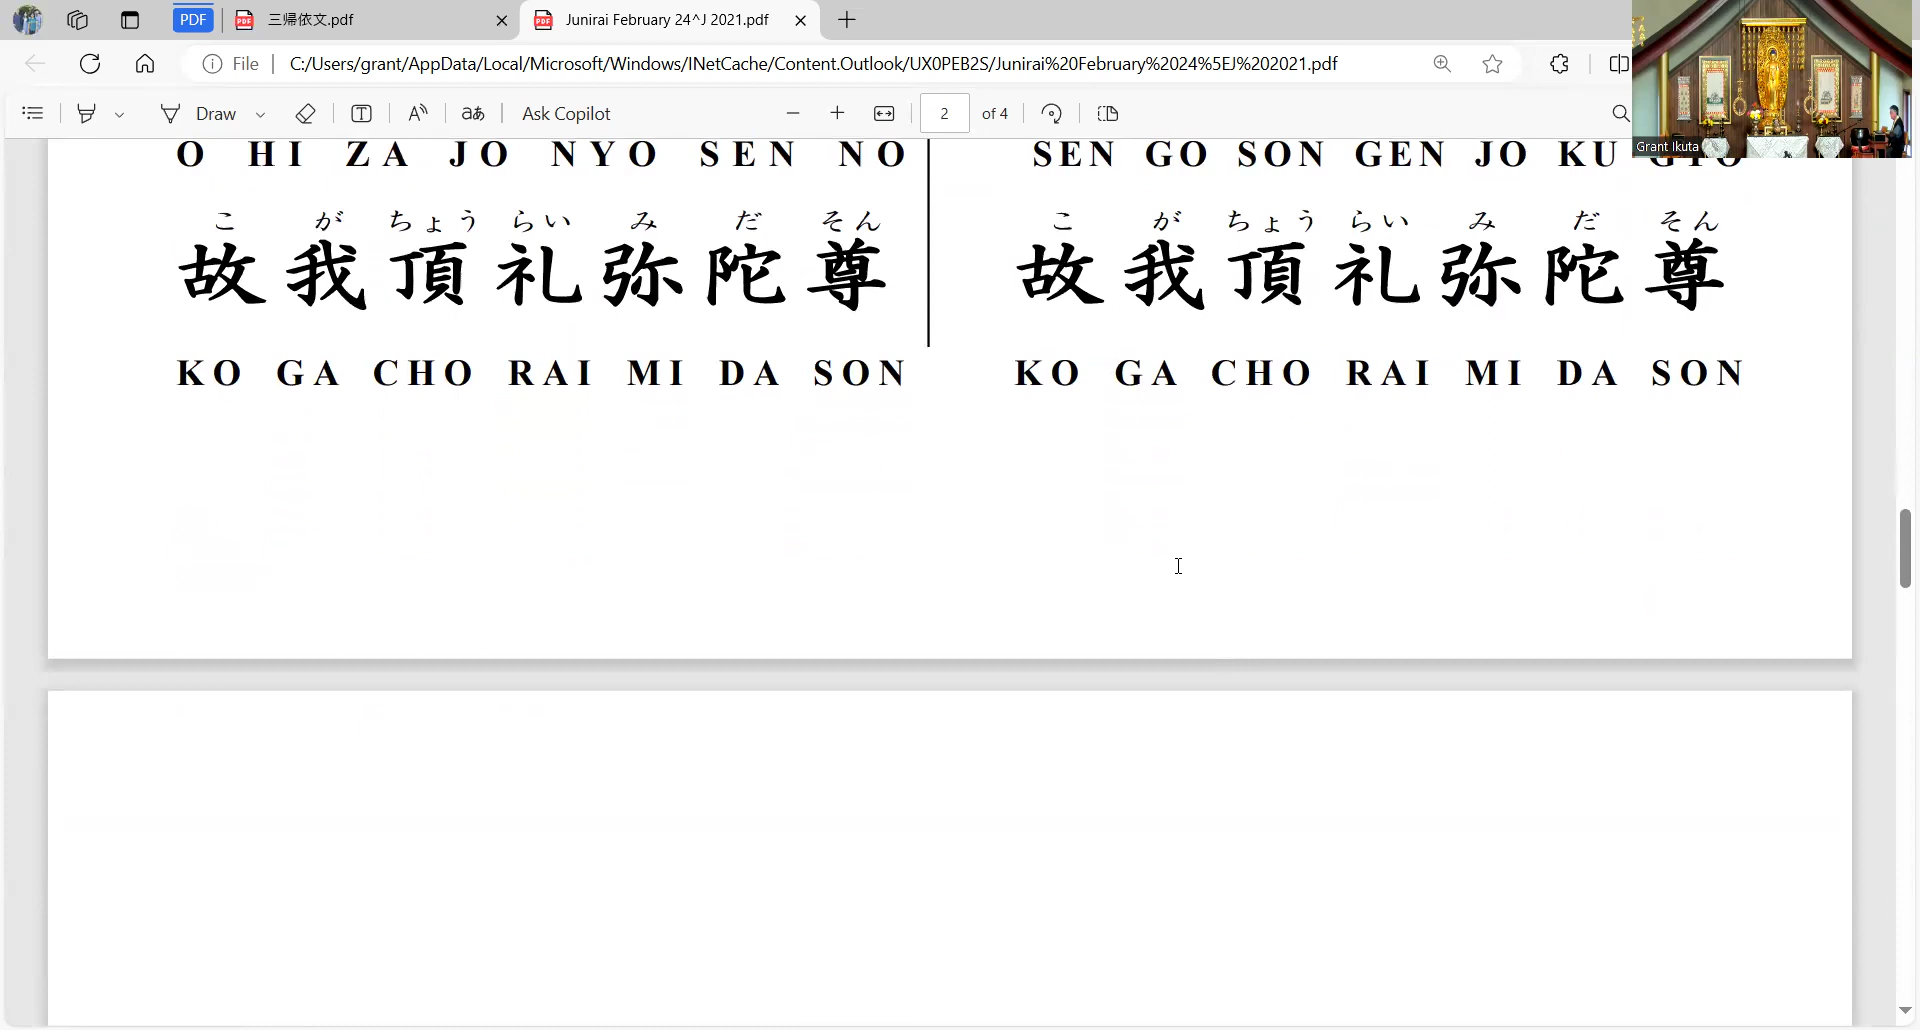 PDF
三帰依文.pdf
Junirai February 24^J 2021.pdf
File
C:/Users/grant/AppData/Local/Microsoft/Windows/INetCache/Content.Outlook/UX0PEB2S/Junirai%20February%2024%5EJ%202021.pdf
Draw
aあ
Ask Copilot
2 of 4
Grant Ikuta
O HI ZA JO NYO SEN NO
こ が ちょう らい み だ そん
故我頂礼弥陀尊
KO GA CHO RAI MI DA SON
SEN GO SON GEN JO KU GYO
こ が ちょう らい み だ そん
故我頂礼弥陀尊
KO GA CHO RAI MI DA SON